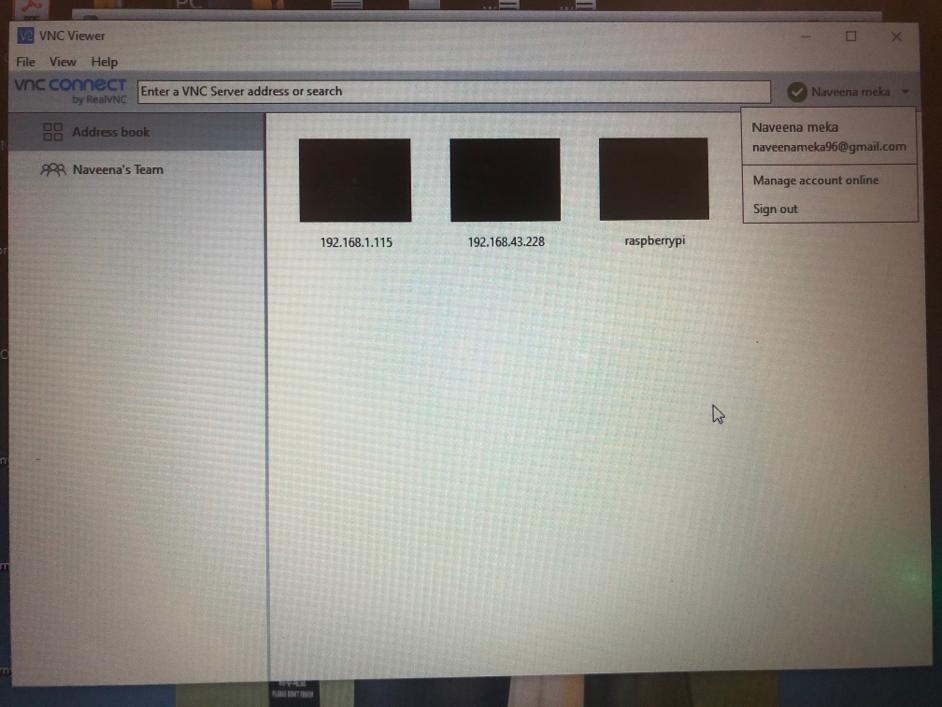 PC
VNC Viewer
File View Help
VNC CONNECT
by RealVNC
Enter a VNC Server address or search
Naveena meka
Naveena meka
naveenameka96@gmail.com
Manage account online
Sign out
Address book
Naveena's Team
192.168.1.115
192.168.43.228
raspberrypi